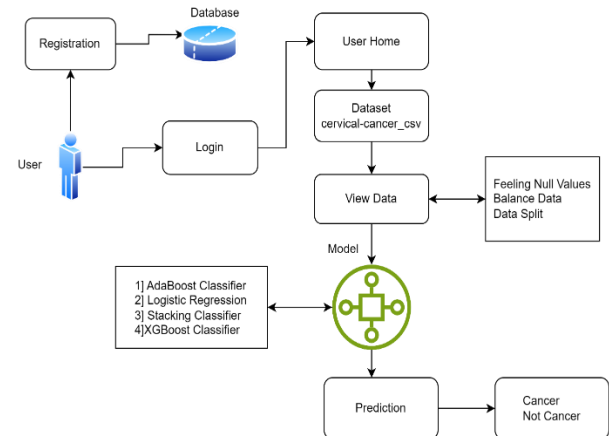 Database
Registration
User Home
Dataset
cervical-cancer_csv
Login
User
View Data
Feeling Null Values
Balance Data
Data Split
Model
1] AdaBoost Classifier
2] Logistic Regression
3] Stacking Classifier
4]XGBoost Classifier
Prediction
Cancer
Not Cancer